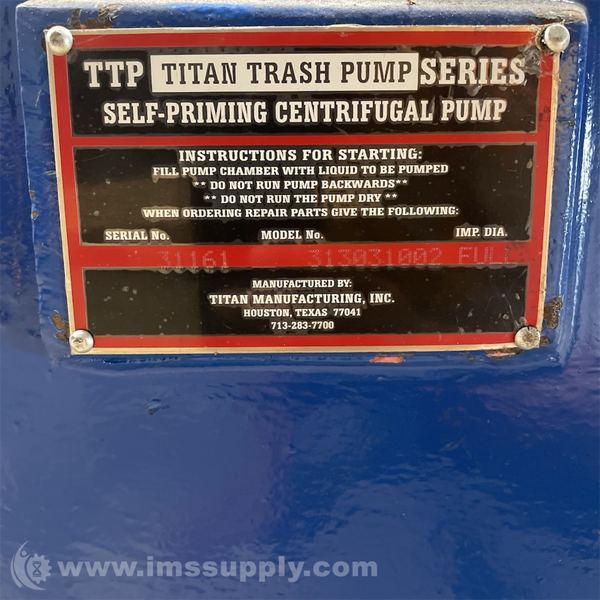 TTP TITAN TRASH PUMP SERIES
SELF-PRIMING CENTRIFUGAL PUMP
INSTRUCTIONS FOR STARTING:
FILL PUMP CHAMBER WITH LIQUID TO BE PUMPED
** DO NOT RUN PUMP BACKWARDS**
** DO NOT RUN THE PUMP DRY **
WHEN ORDERING REPAIR PARTS GIVE THE FOLLOWING:
SERIAL No. MODEL No. IMP. DIA.
31161 313031002 FULL
MANUFACTURED BY:
TITAN MANUFACTURING, INC.
HOUSTON, TEXAS 77041
713-283-7700
www.imssupply.com